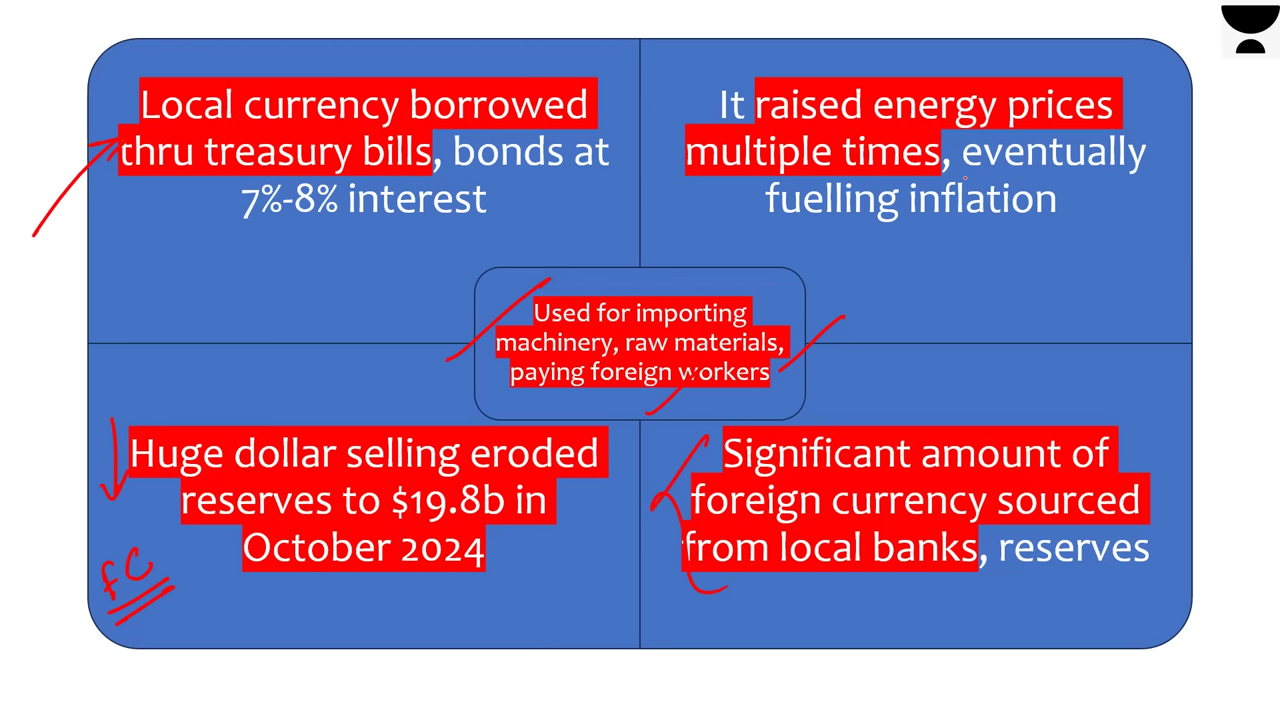 Local currency borrowed
thru treasury bills, bonds at
7%-8% interest
It raised energy prices
multiple times, eventually
fuelling inflation
Used for importing
machinery, raw materials,
paying foreign workers
Huge dollar selling eroded
reserves to $19.8b in
October 2024
fC
Significant amount of
foreign currency sourced
from local banks, reserves